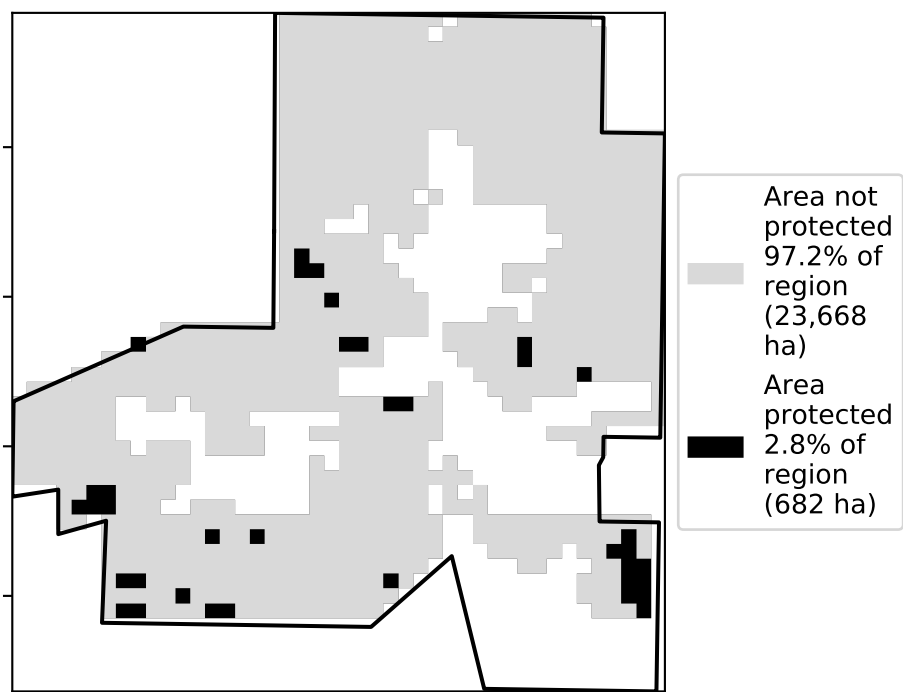 Area not
protected
97.2% of
region
(23,668
ha)
Area
protected
2.8% of
region
(682 ha)